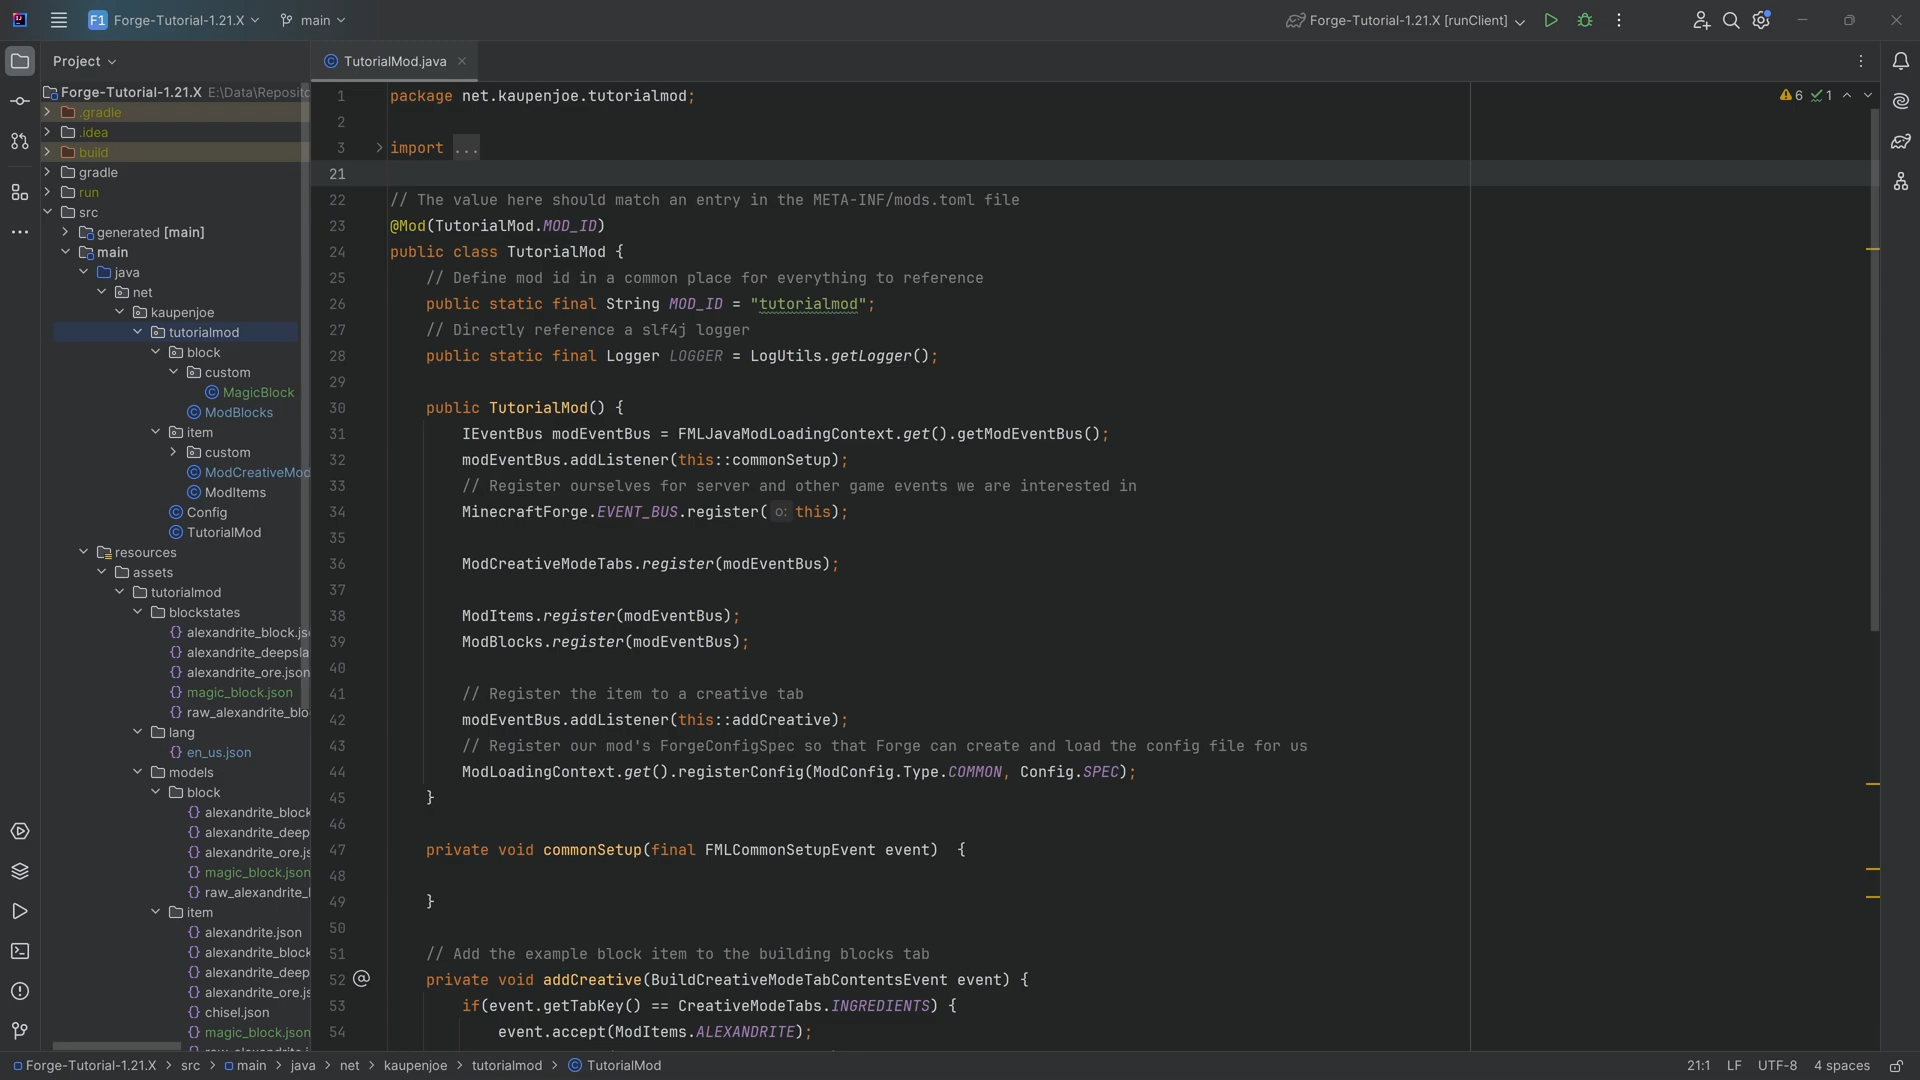 F1 Forge-Tutorial-1.21.X main
Forge-Tutorial-1.21.X [runClient]
Project
TutorialMod.java
Forge-Tutorial-1.21.X E:\Data\Reposito
.gradle
.idea
build
gradle
run
src
generated [main]
main
java
net
kaupenjoe
tutorialmod
block
custom
MagicBlock
ModBlocks
item
custom
ModCreativeMod
ModItems
Config
TutorialMod
resources
assets
tutorialmod
blockstates
alexandrite_block.js
alexandrite_deepsla
alexandrite_ore.json
magic_block.json
raw_alexandrite_blo
lang
en_us.json
models
block
alexandrite_block
alexandrite_deep
alexandrite_ore.js
magic_block.json
raw_alexandrite_
item
alexandrite.json
alexandrite_block
alexandrite_deep
alexandrite_ore.js
chisel.json
magic_block.json
6 1
1 package net.kaupenjoe.tutorialmod;
2
3 import ...
21
22 // The value here should match an entry in the META-INF/mods.toml file
23 @Mod(TutorialMod.MOD_ID)
24 public class TutorialMod {
25 // Define mod id in a common place for everything to reference
26 public static final String MOD_ID = "tutorialmod";
27 // Directly reference a slf4j logger
28 public static final Logger LOGGER = LogUtils.getLogger();
29
30 public TutorialMod() {
31 IEventBus modEventBus = FMLJavaModLoadingContext.get().getModEventBus();
32 modEventBus.addListener(this::commonSetup);
33 // Register ourselves for server and other game events we are interested in
34 MinecraftForge.EVENT_BUS.register( o: this);
35
36 ModCreativeModeTabs.register(modEventBus);
37
38 ModItems.register(modEventBus);
39 ModBlocks.register(modEventBus);
40
41 // Register the item to a creative tab
42 modEventBus.addListener(this::addCreative);
43 // Register our mod's ForgeConfigSpec so that Forge can create and load the config file for us
44 ModLoadingContext.get().registerConfig(ModConfig.Type.COMMON, Config.SPEC);
45 }
46
47 private void commonSetup(final FMLCommonSetupEvent event) {
48
49 }
50
51 // Add the example block item to the building blocks tab
52 private void addCreative(BuildCreativeModeTabContentsEvent event) {
53 if(event.getTabKey() == CreativeModeTabs.INGREDIENTS) {
54 event.accept(ModItems.ALEXANDRITE);
Forge-Tutorial-1.21.X > src > main > java > net > kaupenjoe > tutorialmod > TutorialMod
21:1 LF UTF-8 4 spaces